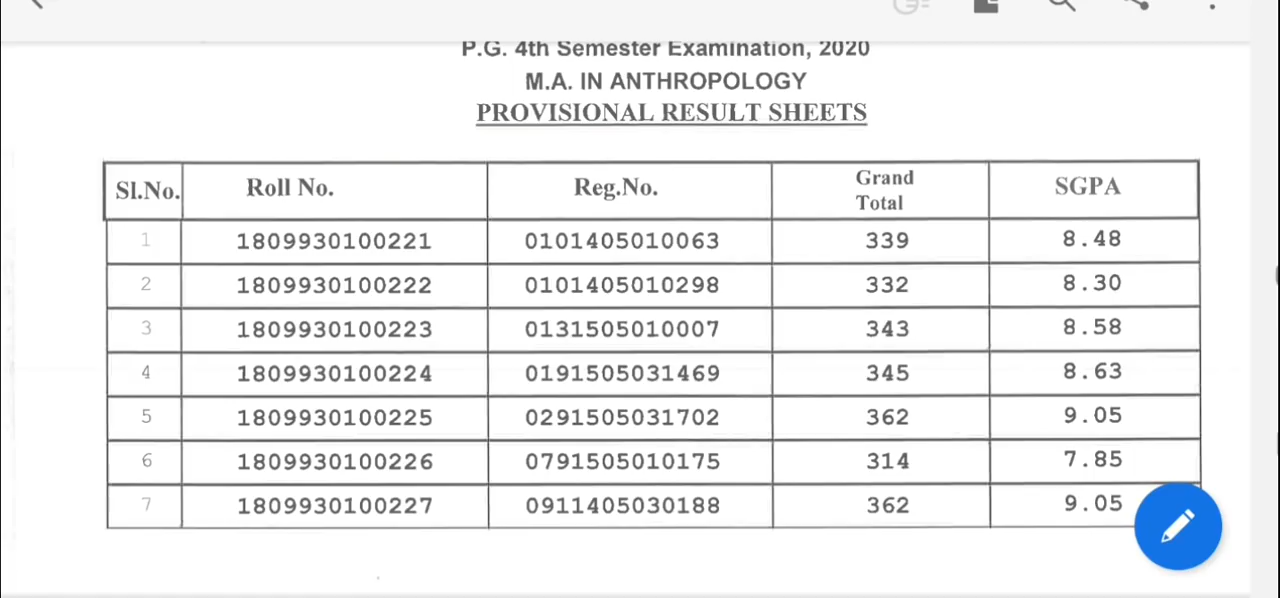 P.G. 4th Semester Examination, 2020
M.A. IN ANTHROPOLOGY
PROVISIONAL RESULT SHEETS
Sl.No. Roll No. Reg.No. Grand Total SGPA
1 1809930100221 0101405010063 339 8.48
2 1809930100222 0101405010298 332 8.30
3 1809930100223 0131505010007 343 8.58
4 1809930100224 0191505031469 345 8.63
5 1809930100225 0291505031702 362 9.05
6 1809930100226 0791505010175 314 7.85
7 1809930100227 0911405030188 362 9.05